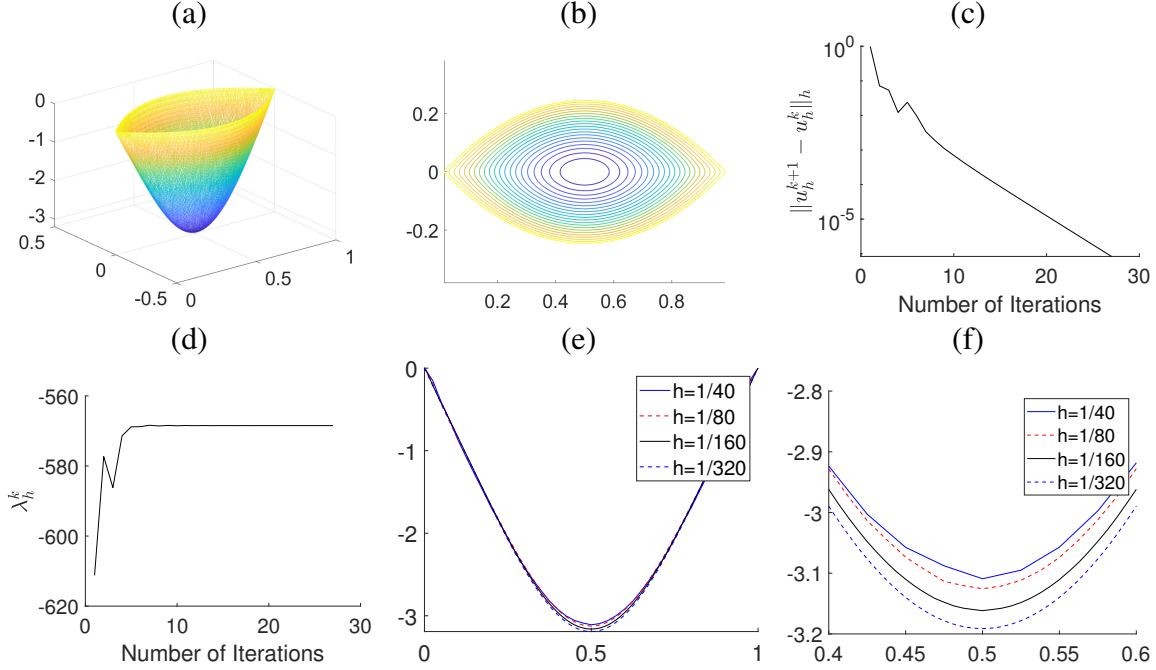 (a)
0
-1
-2
-3
0.5
0
-0.5
0
0.5
1
(b)
0.2
0
-0.2
0.2
0.4
0.6
0.8
(c)
10^0
10^{-5}
||u_h^{k+1} - u_h^k||_h
0
10
20
30
Number of Iterations
(d)
-560
-580
-600
-620
λ_h^k
0
10
20
30
Number of Iterations
(e)
0
-1
-2
-3
0
0.5
1
h=1/40
h=1/80
h=1/160
h=1/320
(f)
-2.8
-2.9
-3
-3.1
-3.2
0.4
0.45
0.5
0.55
0.6
h=1/40
h=1/80
h=1/160
h=1/320